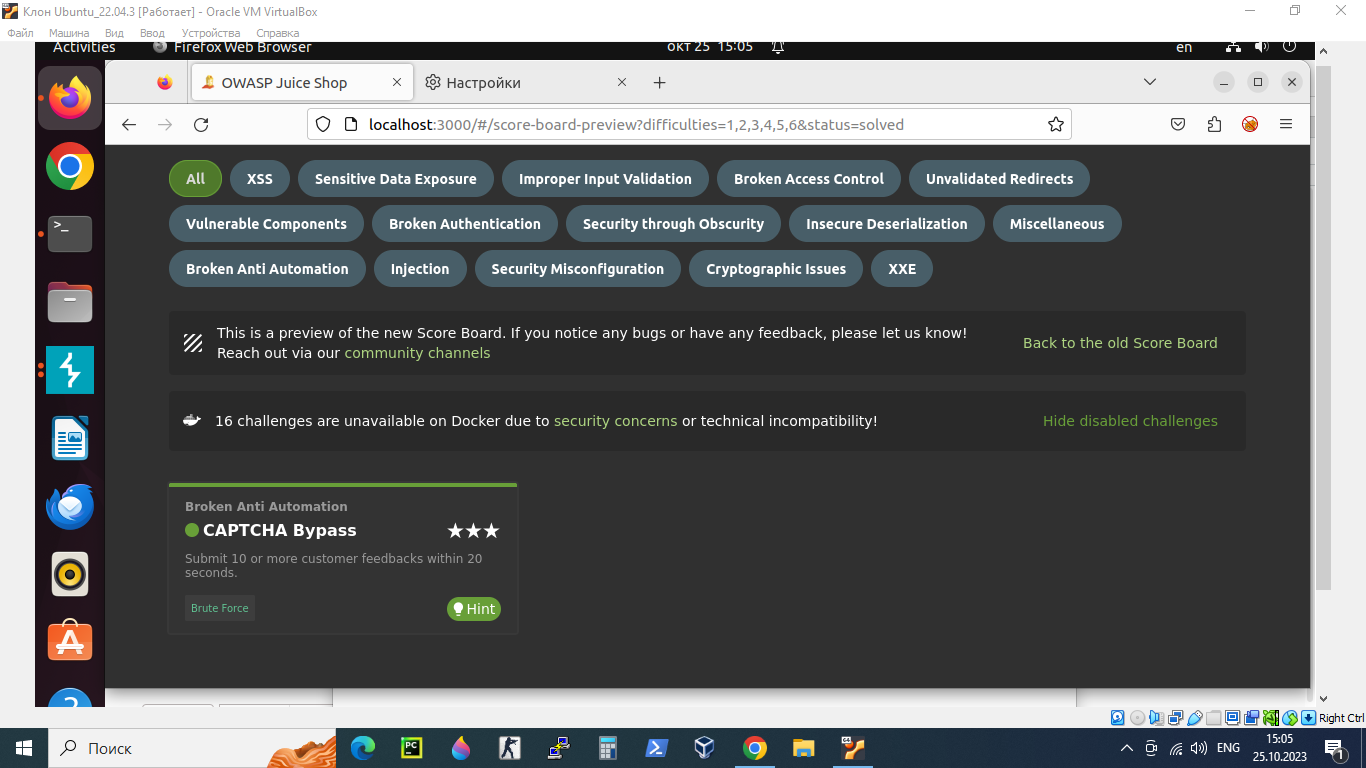 Клон Ubuntu_22.04.3 [Работает] - Oracle VM VirtualBox
Файл Машина Вид Ввод Устройства Справка
Activities Firefox Web Browser окт 25 15:05 en
OWASP Juice Shop Настройки
localhost:3000/#/score-board-preview?difficulties=1,2,3,4,5,6&status=solved
All XSS Sensitive Data Exposure Improper Input Validation Broken Access Control Unvalidated Redirects
Vulnerable Components Broken Authentication Security through Obscurity Insecure Deserialization Miscellaneous
Broken Anti Automation Injection Security Misconfiguration Cryptographic Issues XXE
This is a preview of the new Score Board. If you notice any bugs or have any feedback, please let us know!
Reach out via our community channels
Back to the old Score Board
16 challenges are unavailable on Docker due to security concerns or technical incompatibility! Hide disabled challenges
Broken Anti Automation
CAPTCHA Bypass ★★★
Submit 10 or more customer feedbacks within 20
seconds.
Brute Force Hint
Right Ctrl
Поиск
ENG
15:05
25.10.2023
1